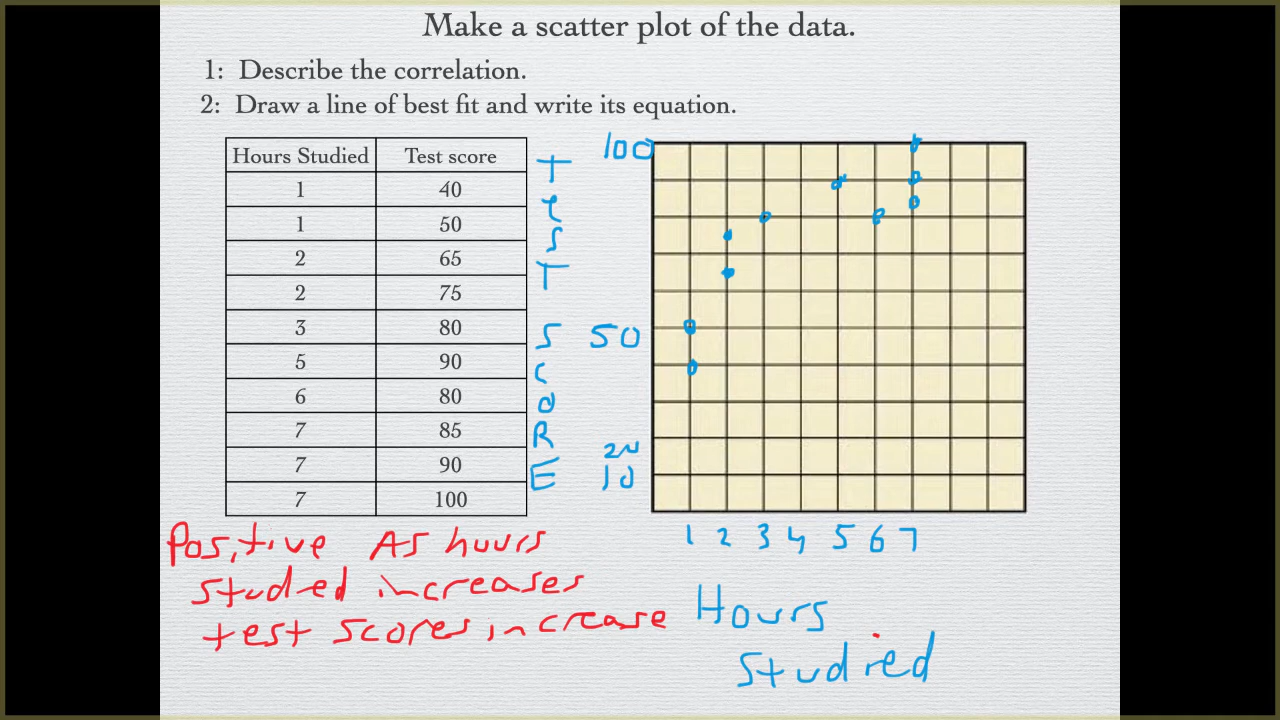 Make a scatter plot of the data.
1: Describe the correlation.
2: Draw a line of best fit and write its equation.
Hours Studied Test score
1 40
1 50
2 65
2 75
3 80
5 90
6 80
7 85
7 90
7 100
TesT
SCORE
100
50
20
10
1 2 3 4 5 6 7
Hours
Studied
Positive As hours
studied increases
test scores increase